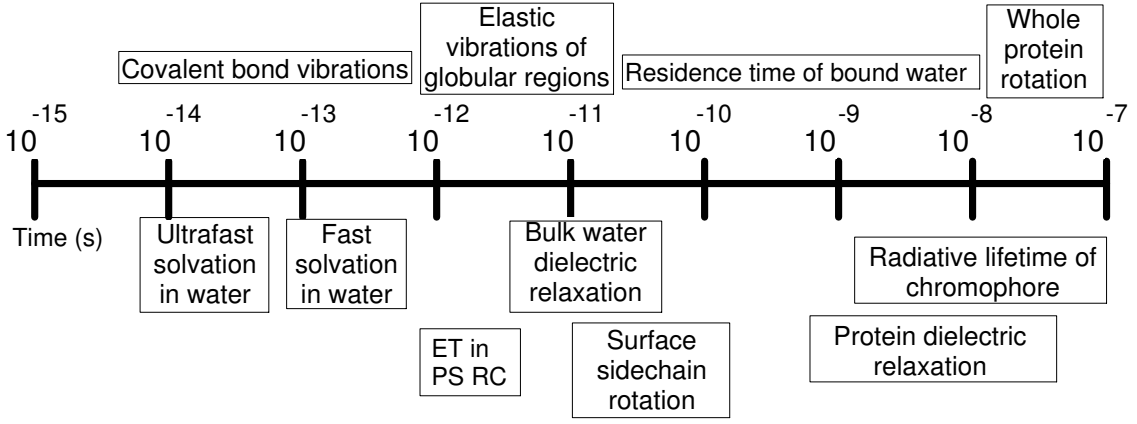 Covalent bond vibrations
Elastic
vibrations of
globular regions
Residence time of bound water
Whole
protein
rotation
10^-15 10^-14 10^-13 10^-12 10^-11 10^-10 10^-9 10^-8 10^-7
Time (s)
Ultrafast
solvation
in water
Fast
solvation
in water
Bulk water
dielectric
relaxation
Radiative lifetime of
chromophore
ET in
PS RC
Surface
sidechain
rotation
Protein dielectric
relaxation